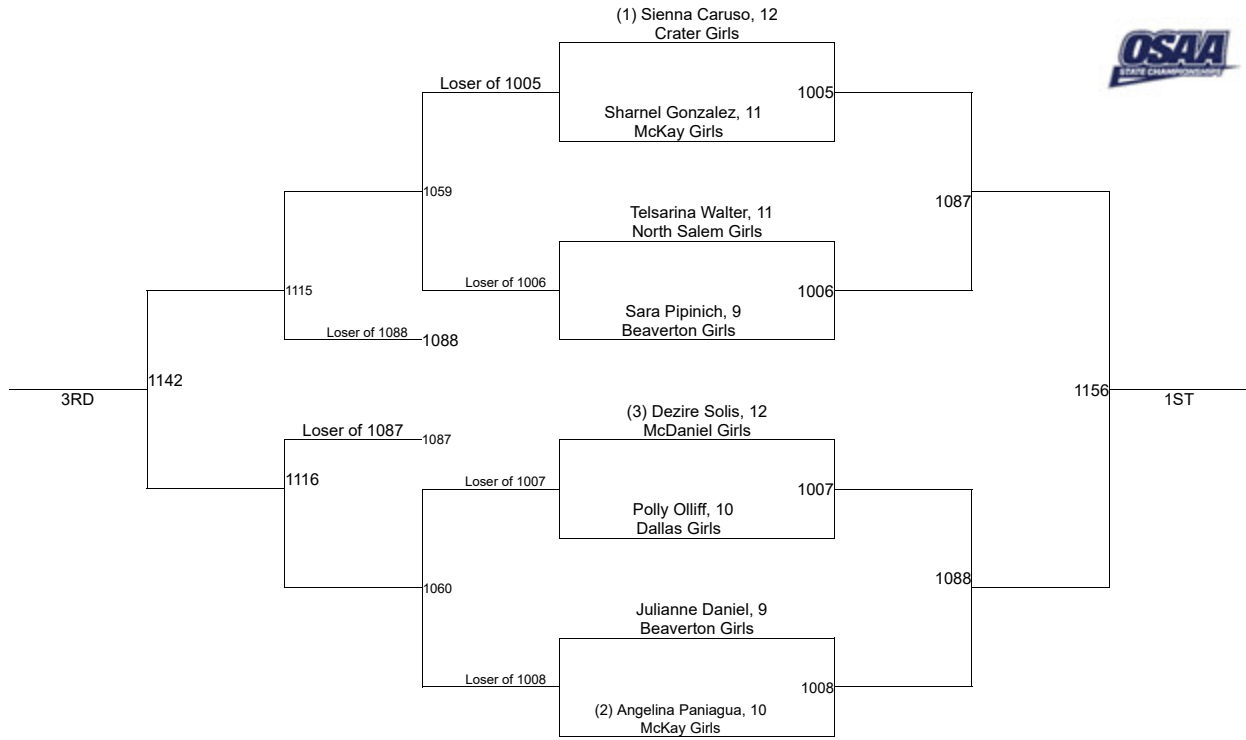 (1) Sienna Caruso, 12
Crater Girls
OSAA
STATE CHAMPIONSHIPS
Loser of 1005
1005
Sharnel Gonzalez, 11
McKay Girls
1059
1087
Telsarina Walter, 11
North Salem Girls
Loser of 1006
1006
1115
Sara Pipinich, 9
Beaverton Girls
Loser of 1088
1088
1142
3RD
1156
1ST
(3) Dezire Solis, 12
McDaniel Girls
Loser of 1087
1087
1116
Loser of 1007
1007
Polly Olliff, 10
Dallas Girls
1060
1088
Julianne Daniel, 9
Beaverton Girls
Loser of 1008
1008
(2) Angelina Paniagua, 10
McKay Girls